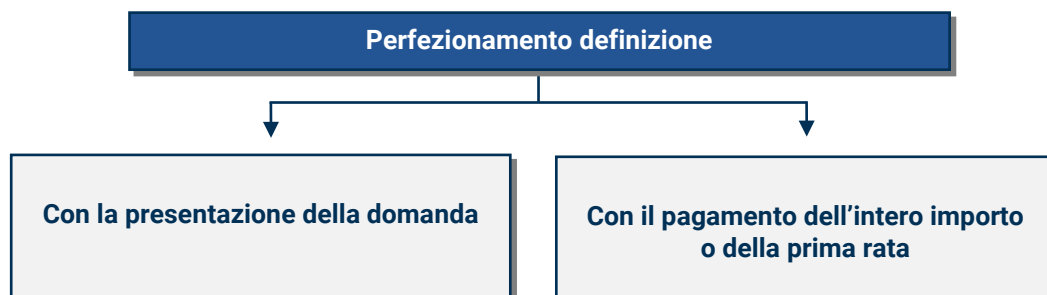 Perfezionamento definizione
Con la presentazione della domanda
Con il pagamento dell’intero importo
o della prima rata